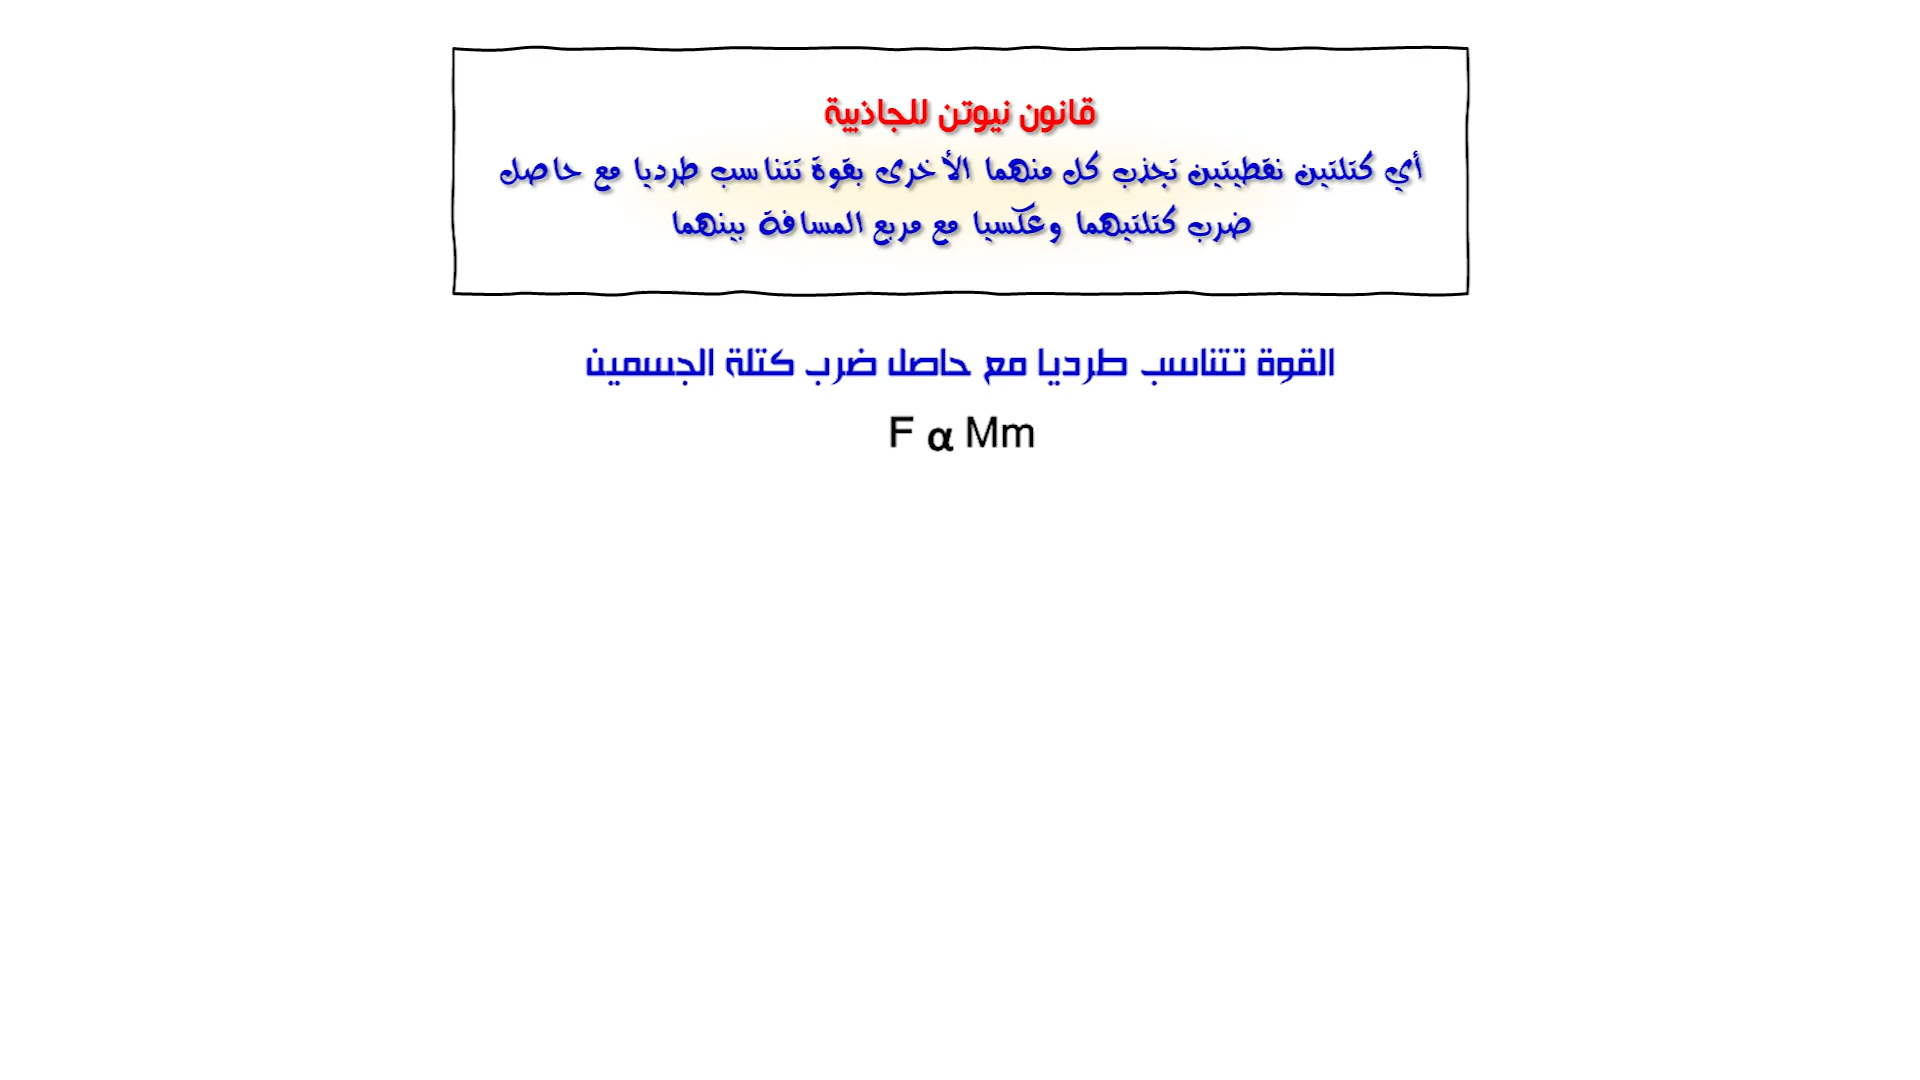 قانون نيوتن للجاذبية
أي كتلتين نقطيتين تجذب كل منهما الأخرى بقوة تتناسب طرديا مع حاصل
ضرب كتلتيهما وعكسيا مع مربع المسافة بينهما
القوة تتناسب طرديا مع حاصل ضرب كتلة الجسمين
F α Mm